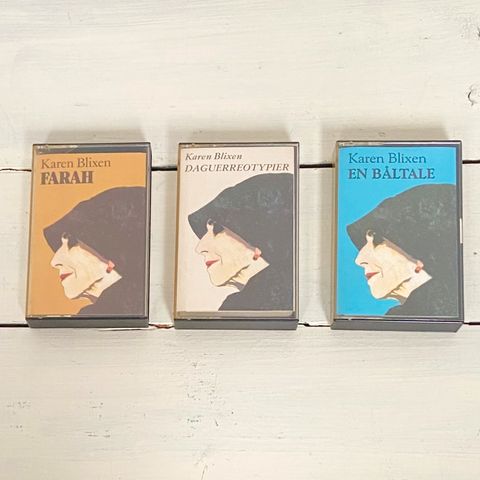 Karen Blixen
FARAH
Karen Blixen
DAGUERREOTYPIER
Karen Blixen
EN BÅLTALE